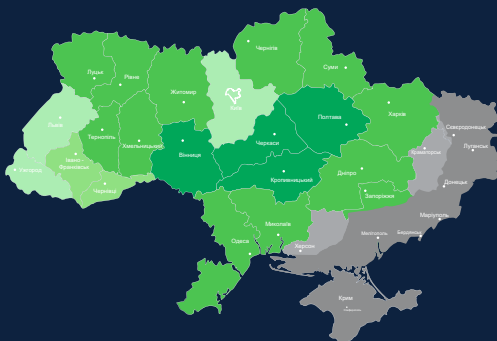 Чернігів
Суми
Луцьк
Рівне
Житомир
Київ
Львів
Тернопіль
Хмельницький
Полтава
Харків
Сєвєродонецьк
Луганськ
Краматорськ
Черкаси
Вінниця
Івано -
Франківськ
Ужгород
Чернівці
Кропивницький
Дніпро
Запоріжжя
Донецьк
Маріуполь
Бердянськ
Мелітополь
Миколаїв
Одеса
Херсон
Крим